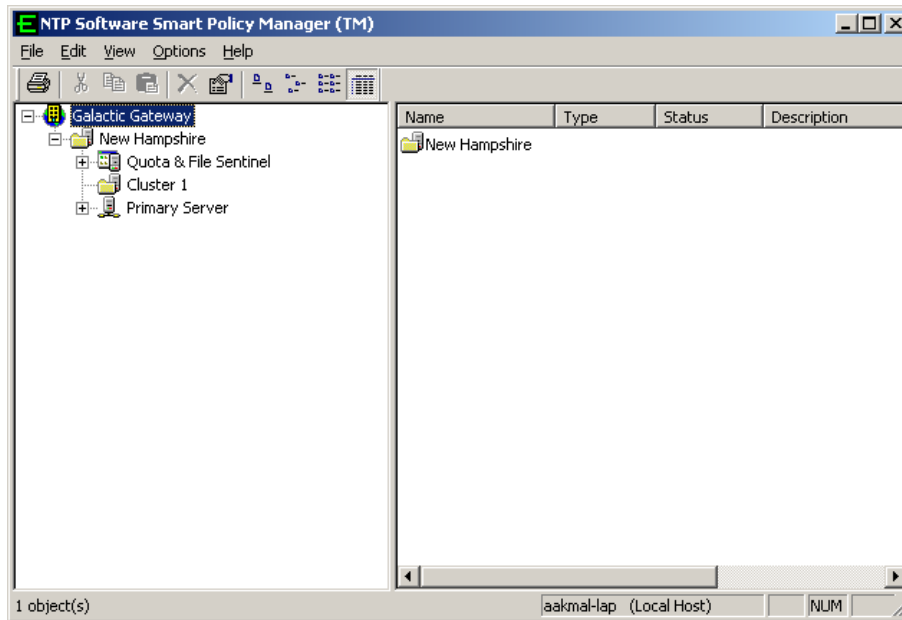 NTP Software Smart Policy Manager (TM)
File Edit View Options Help
Galactic Gateway
New Hampshire
Quota & File Sentinel
Cluster 1
Primary Server
Name Type Status Description
New Hampshire
1 object(s) aakmal-lap (Local Host) NUM